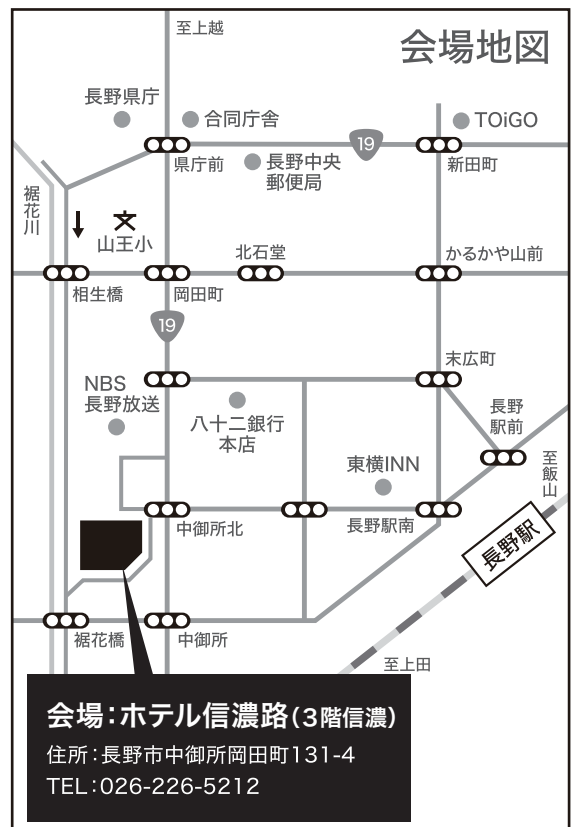 至上越
会場地図
長野県庁
合同庁舎
TOiGO
19
県庁前
長野中央
郵便局
新田町
裾花川
山王小
北石堂
かるかや山前
相生橋
岡田町
19
末広町
NBS
長野放送
八十二銀行
本店
長野
駅前
東横INN
至飯山
中御所北
長野駅南
長野駅
裾花橋
中御所
至上田
会場：ホテル信濃路（3階信濃）
住所：長野市中御所岡田町131-4
TEL：026-226-5212